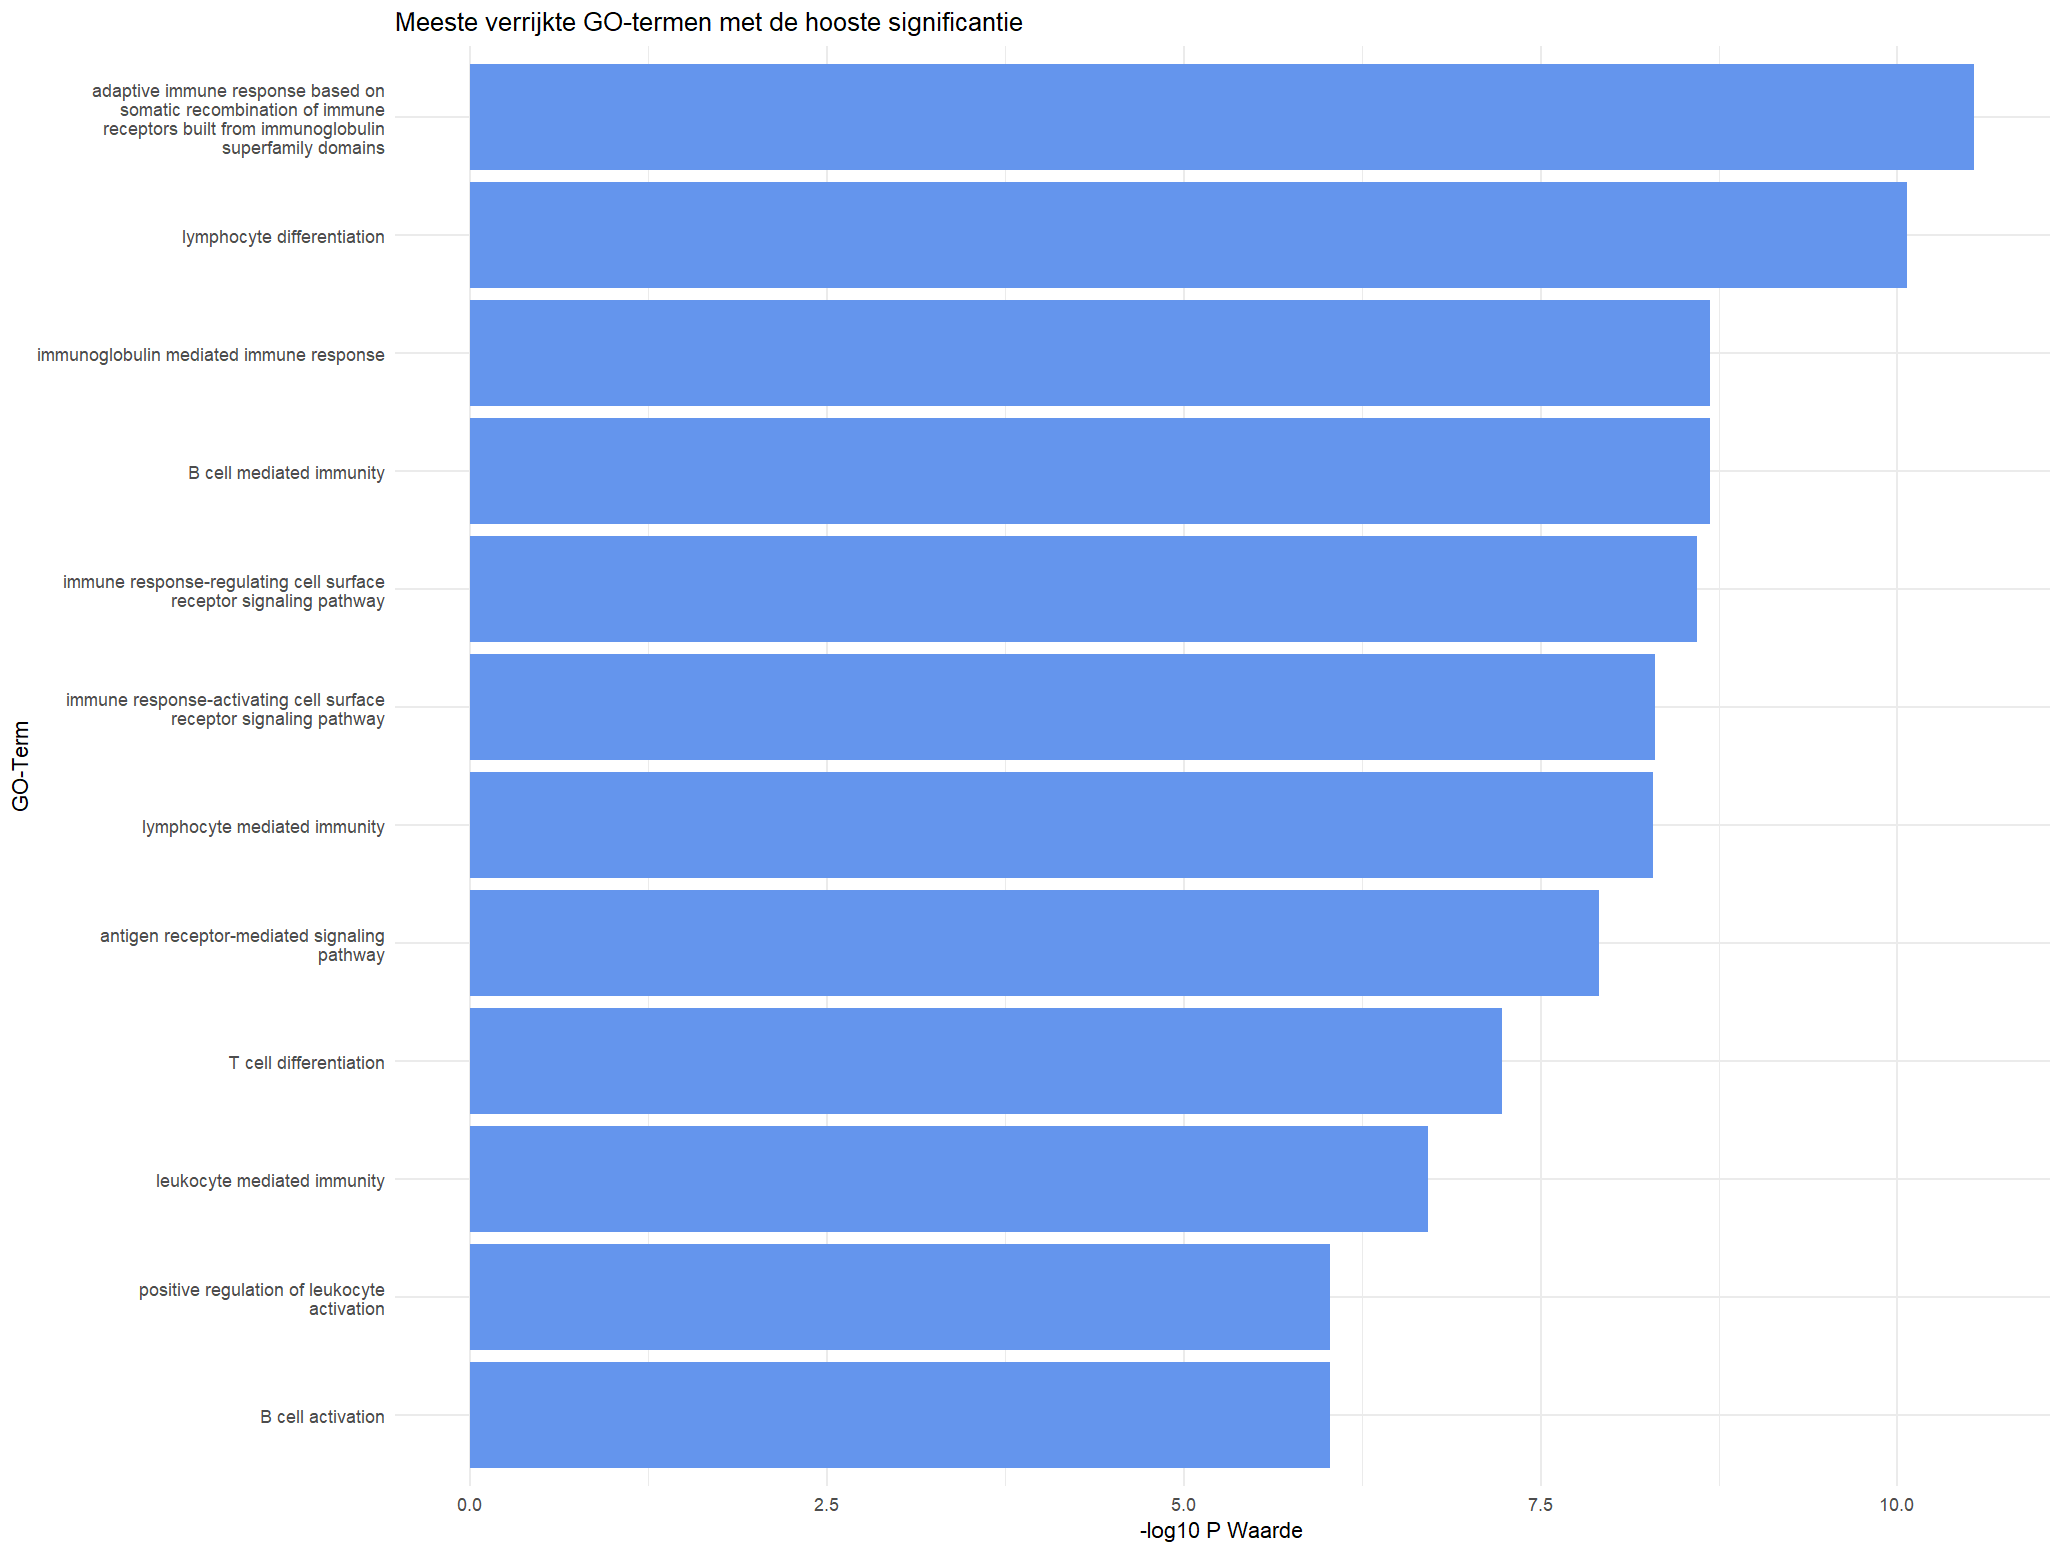 Meeste verrijkte GO-termen met de hooste significantie
adaptive immune response based on
somatic recombination of immune
receptors built from immunoglobulin
superfamily domains
lymphocyte differentiation
immunoglobulin mediated immune response
B cell mediated immunity
immune response-regulating cell surface
receptor signaling pathway
immune response-activating cell surface
receptor signaling pathway
lymphocyte mediated immunity
antigen receptor-mediated signaling
pathway
T cell differentiation
leukocyte mediated immunity
positive regulation of leukocyte
activation
B cell activation
GO-Term
0.0 2.5 5.0 7.5 10.0
-log10 P Waarde